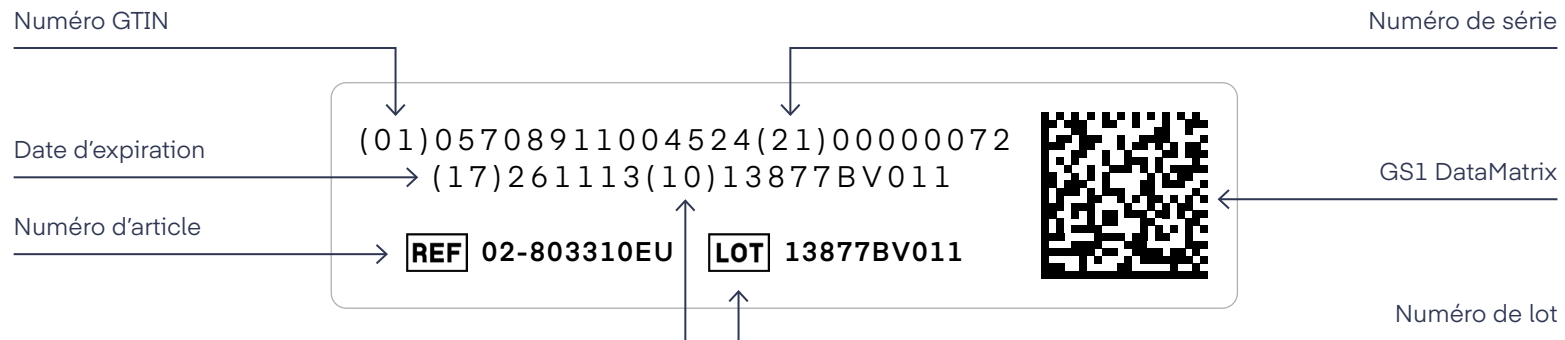 Numéro GTIN
Numéro de série
(01)05708911004524(21)00000072
Date d’expiration
(17)261113(10)13877BV011
GS1 DataMatrix
Numéro d’article
REF 02-803310EU LOT 13877BV011
Numéro de lot